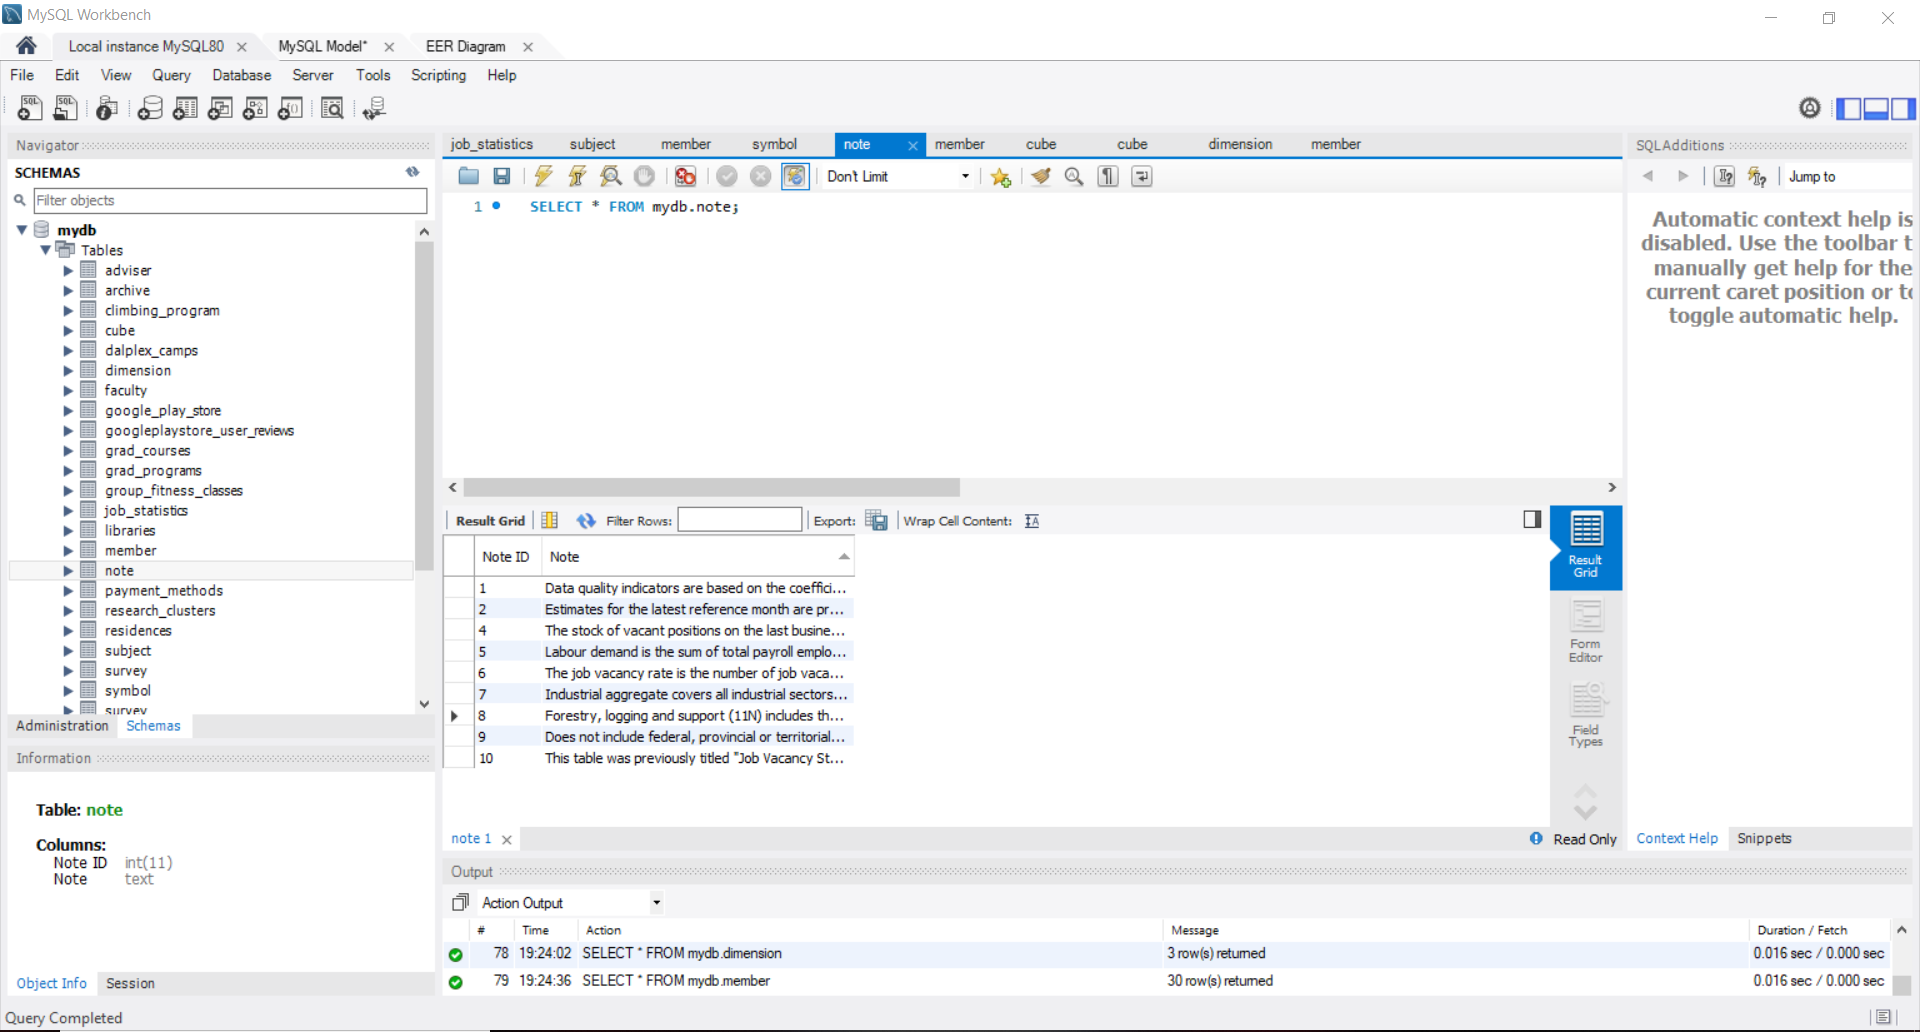 MySQL Workbench
Local instance MySQL80
MySQL Model*
EER Diagram
File Edit View Query Database Server Tools Scripting Help
Navigator
SCHEMAS
Filter objects
mydb
Tables
adviser
archive
climbing_program
cube
dalplex_camps
dimension
faculty
google_play_store
googleplaystore_user_reviews
grad_courses
grad_programs
group_fitness_classes
job_statistics
libraries
member
note
payment_methods
research_clusters
residences
subject
survey
symbol
survey
Administration Schemas
Information
Table: note
Columns:
Note ID int(11)
Note text
Object Info Session
job_statistics subject member symbol note member cube cube dimension member
Don't Limit
1 SELECT * FROM mydb.note;
Result Grid Filter Rows: Export: Wrap Cell Content:
Note ID Note
1 Data quality indicators are based on the coeffici...
2 Estimates for the latest reference month are pr...
4 The stock of vacant positions on the last busine...
5 Labour demand is the sum of total payroll emplo...
6 The job vacancy rate is the number of job vaca...
7 Industrial aggregate covers all industrial sectors...
8 Forestry, logging and support (11N) includes th...
9 Does not include federal, provincial or territorial...
10 This table was previously titled "Job Vacancy St...
Result
Grid
Form
Editor
Field
Types
note 1
Read Only
SQLAdditions
Jump to
Automatic context help is
disabled. Use the toolbar t
manually get help for the
current caret position or to
toggle automatic help.
Context Help Snippets
Output
Action Output
# Time Action Message Duration / Fetch
78 19:24:02 SELECT * FROM mydb.dimension 3 row(s) returned 0.016 sec / 0.000 sec
79 19:24:36 SELECT * FROM mydb.member 30 row(s) returned 0.016 sec / 0.000 sec
Query Completed